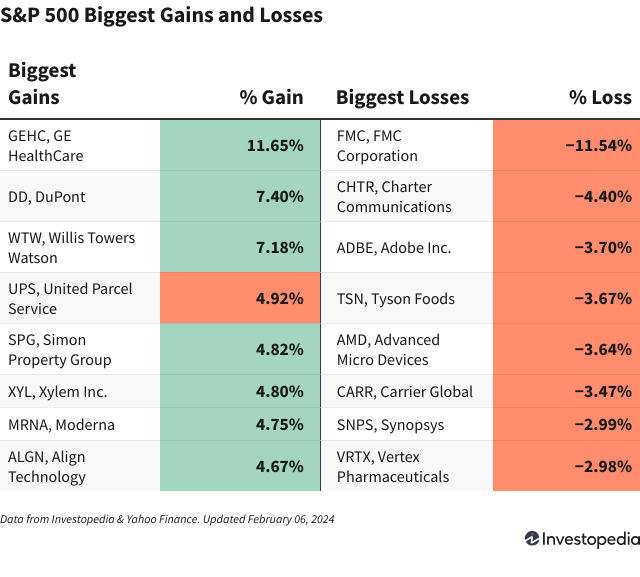 S&P 500 Biggest Gains and Losses
Biggest
Gains
% Gain
Biggest Losses
% Loss
GEHC, GE
HealthCare
11.65%
FMC, FMC
Corporation
−11.54%
DD, DuPont
7.40%
CHTR, Charter
Communications
−4.40%
WTW, Willis Towers
Watson
7.18%
ADBE, Adobe Inc.
−3.70%
UPS, United Parcel
Service
4.92%
TSN, Tyson Foods
−3.67%
SPG, Simon
Property Group
4.82%
AMD, Advanced
Micro Devices
−3.64%
XYL, Xylem Inc.
4.80%
CARR, Carrier Global
−3.47%
MRNA, Moderna
4.75%
SNPS, Synopsys
−2.99%
ALGN, Align
Technology
4.67%
VRTX, Vertex
Pharmaceuticals
−2.98%
Data from Investopedia & Yahoo Finance. Updated February 06, 2024
Investopedia